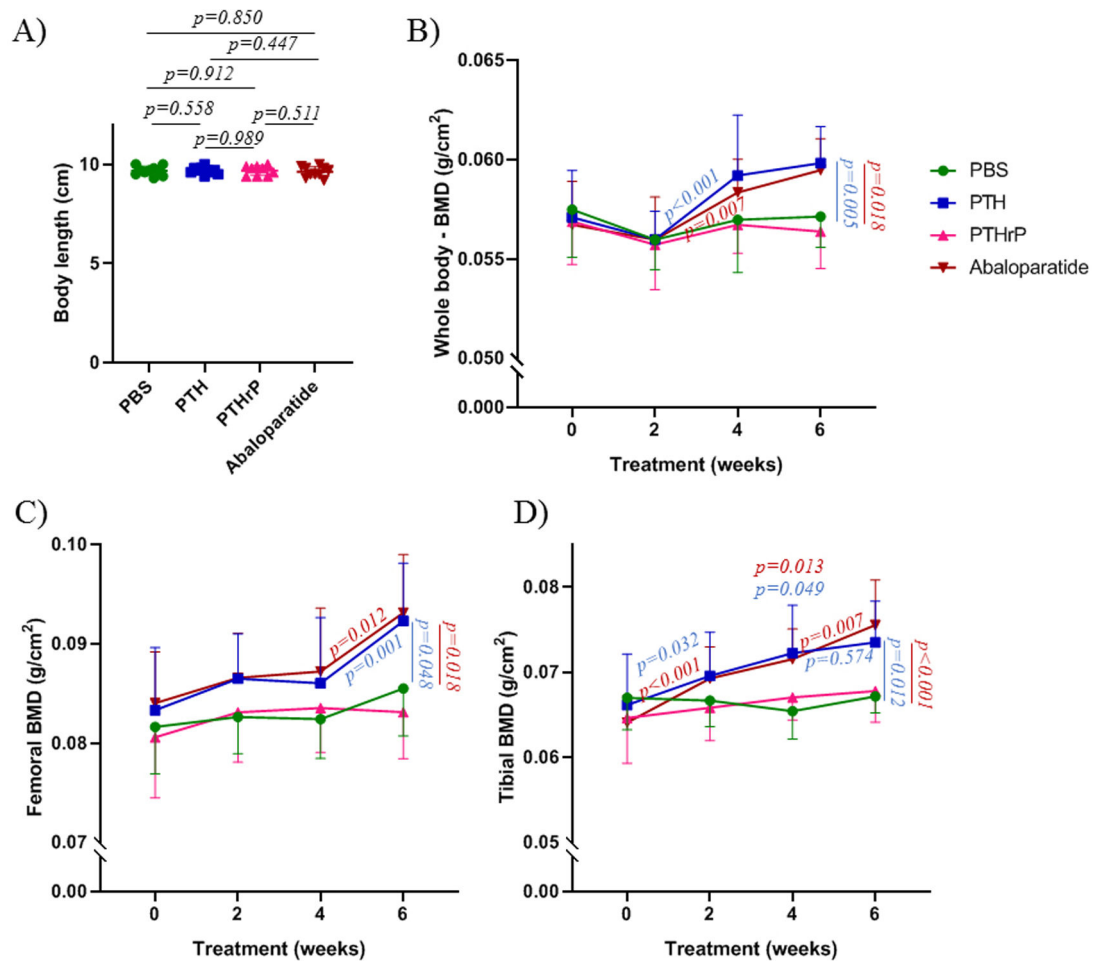 A)
p=0.850
p=0.447
p=0.912
p=0.558
p=0.511
p=0.989
Body length (cm)
10
5
0
PBS
PTH
PTHrP
Abaloparatide
B)
Whole body - BMD (g/cm²)
0.065
0.060
0.055
0.050
0.000
p<0.001
p=0.007
p=0.005
p=0.018
0 2 4 6
Treatment (weeks)
PBS
PTH
PTHrP
Abaloparatide
C)
Femoral BMD (g/cm²)
0.10
0.09
0.08
0.07
0.00
p=0.012
p=0.001
p=0.048
p=0.018
0 2 4 6
Treatment (weeks)
D)
Tibial BMD (g/cm²)
0.08
0.07
0.06
0.05
0.00
p=0.013
p=0.049
p=0.032
p<0.001
p=0.007
p=0.574
p=0.012
p<0.001
0 2 4 6
Treatment (weeks)